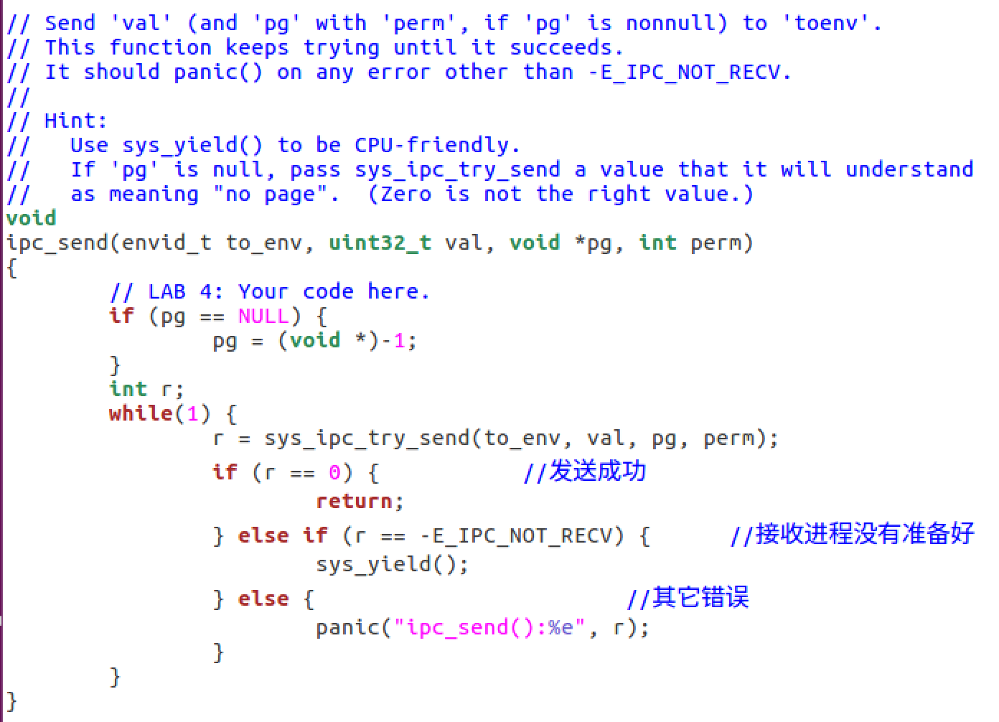 // Send 'val' (and 'pg' with 'perm', if 'pg' is nonnull) to 'toenv'.
// This function keeps trying until it succeeds.
// It should panic() on any error other than -E_IPC_NOT_RECV.
//
// Hint:
//   Use sys_yield() to be CPU-friendly.
//   If 'pg' is null, pass sys_ipc_try_send a value that it will understand
//   as meaning "no page".  (Zero is not the right value.)
void
ipc_send(envid_t to_env, uint32_t val, void *pg, int perm)
{
        // LAB 4: Your code here.
        if (pg == NULL) {
                pg = (void *)-1;
        }
        int r;
        while(1) {
                r = sys_ipc_try_send(to_env, val, pg, perm);
                if (r == 0) {           //发送成功
                        return;
                } else if (r == -E_IPC_NOT_RECV) {      //接收进程没有准备好
                        sys_yield();
                } else {                        //其它错误
                        panic("ipc_send():%e", r);
                }
        }
}